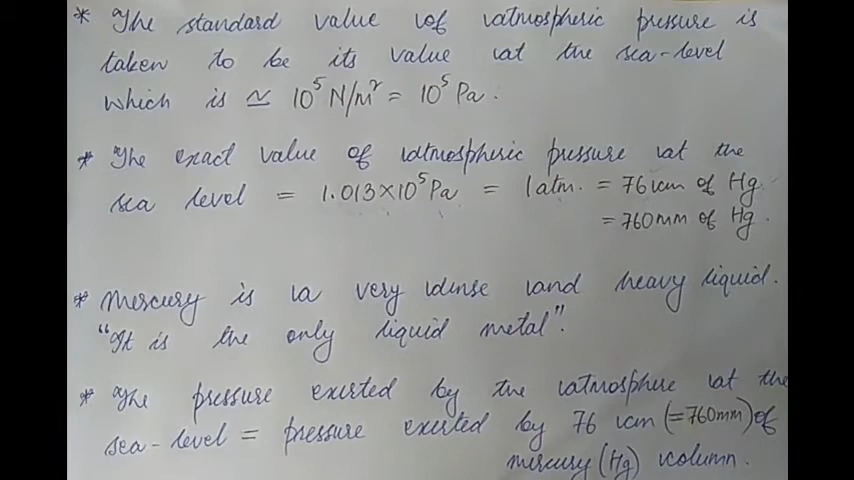 * The standard value of atmospheric pressure is
taken to be its value at the sea-level
which is ≃ 10⁵ N/m² = 10⁵ Pa.
* The exact value of atmospheric pressure at the
sea level = 1.013×10⁵ Pa = 1 atm. = 76 cm of Hg.
= 760 mm of Hg.
* Mercury is a very dense and heavy liquid.
"It is the only liquid metal".
* The pressure exerted by the atmosphere at the
sea-level = pressure exerted by 76 cm (=760mm) of
mercury (Hg) column.